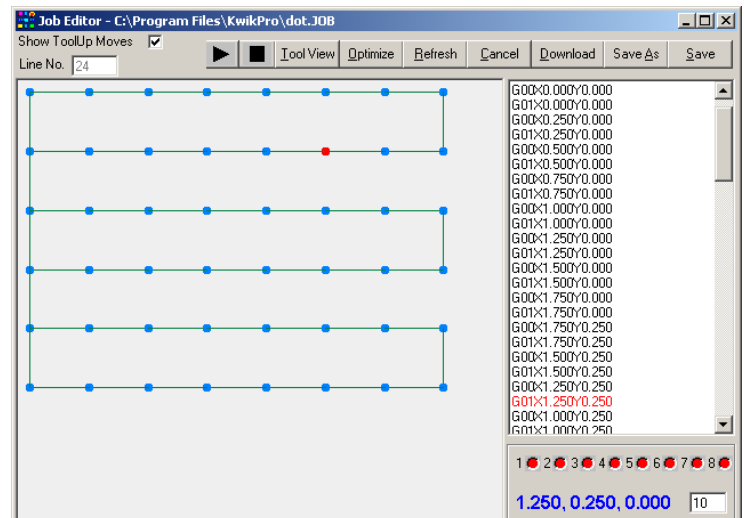 Job Editor - C:\Program Files\KwikPro\dot.JOB
Show ToolUp Moves
Line No. 24
Tool View Optimize Refresh Cancel Download Save As Save
G00X0.000Y0.000
G01X0.000Y0.000
G00X0.250Y0.000
G01X0.250Y0.000
G00X0.500Y0.000
G01X0.500Y0.000
G00X0.750Y0.000
G01X0.750Y0.000
G00X1.000Y0.000
G01X1.000Y0.000
G00X1.250Y0.000
G01X1.250Y0.000
G00X1.500Y0.000
G01X1.500Y0.000
G00X1.750Y0.000
G01X1.750Y0.000
G00X1.750Y0.250
G01X1.750Y0.250
G00X1.500Y0.250
G01X1.500Y0.250
G00X1.250Y0.250
G01X1.250Y0.250
G00X1.000Y0.250
G01X1.000Y0.250
1 2 3 4 5 6 7 8
1.250, 0.250, 0.000 10